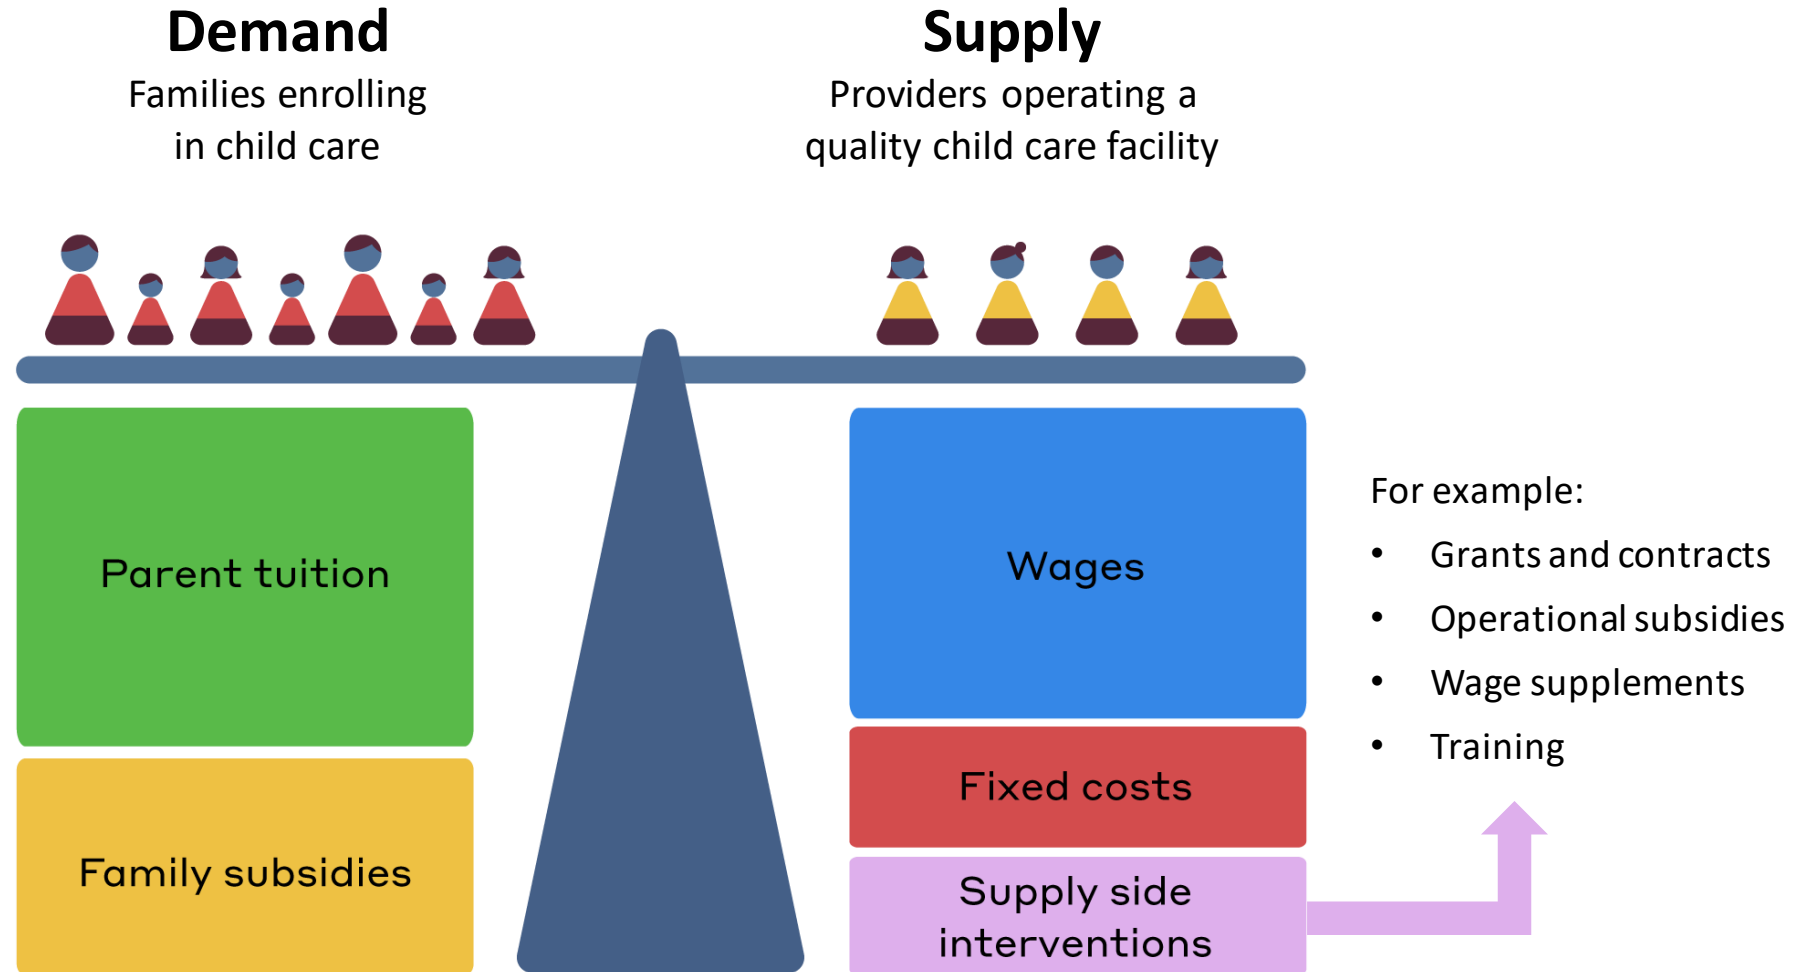 Demand
Families enrolling
in child care
Supply
Providers operating a
quality child care facility
Parent tuition
Family subsidies
Wages
Fixed costs
Supply side
interventions
For example:
• Grants and contracts
• Operational subsidies
• Wage supplements
• Training